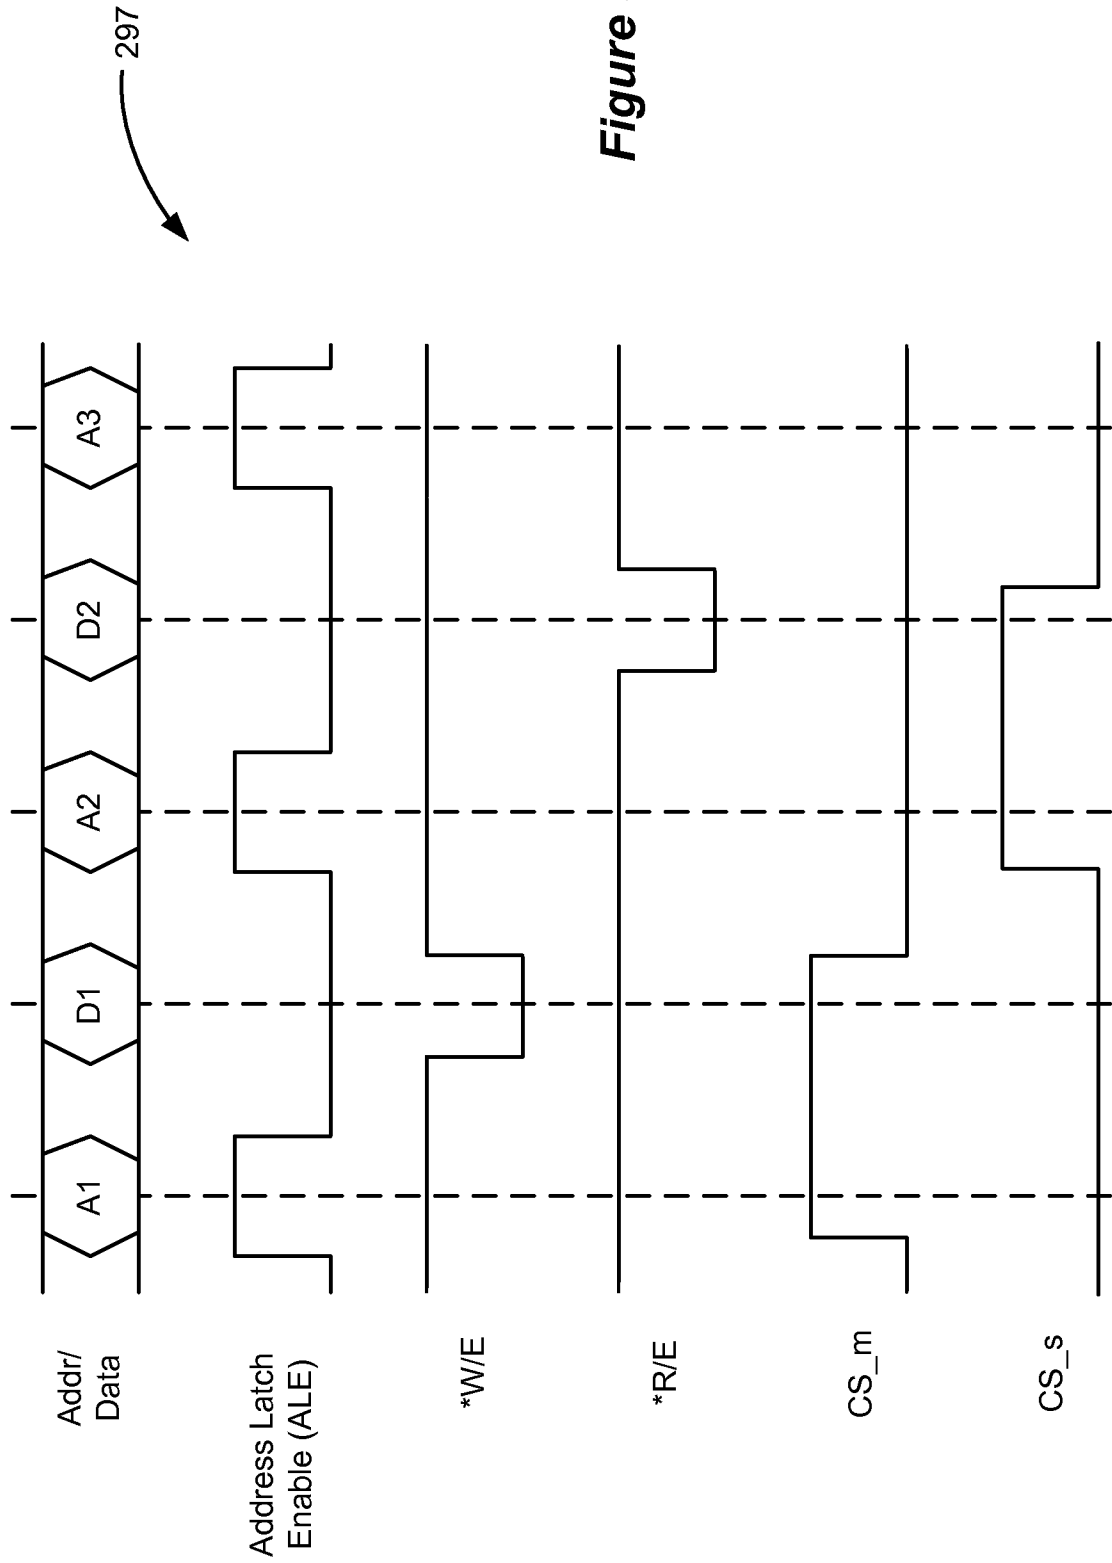 Addr/
Data
A1
D1
A2
D2
A3
Address Latch
Enable (ALE)
*W/E
*R/E
CS_m
CS_s
297
Figure